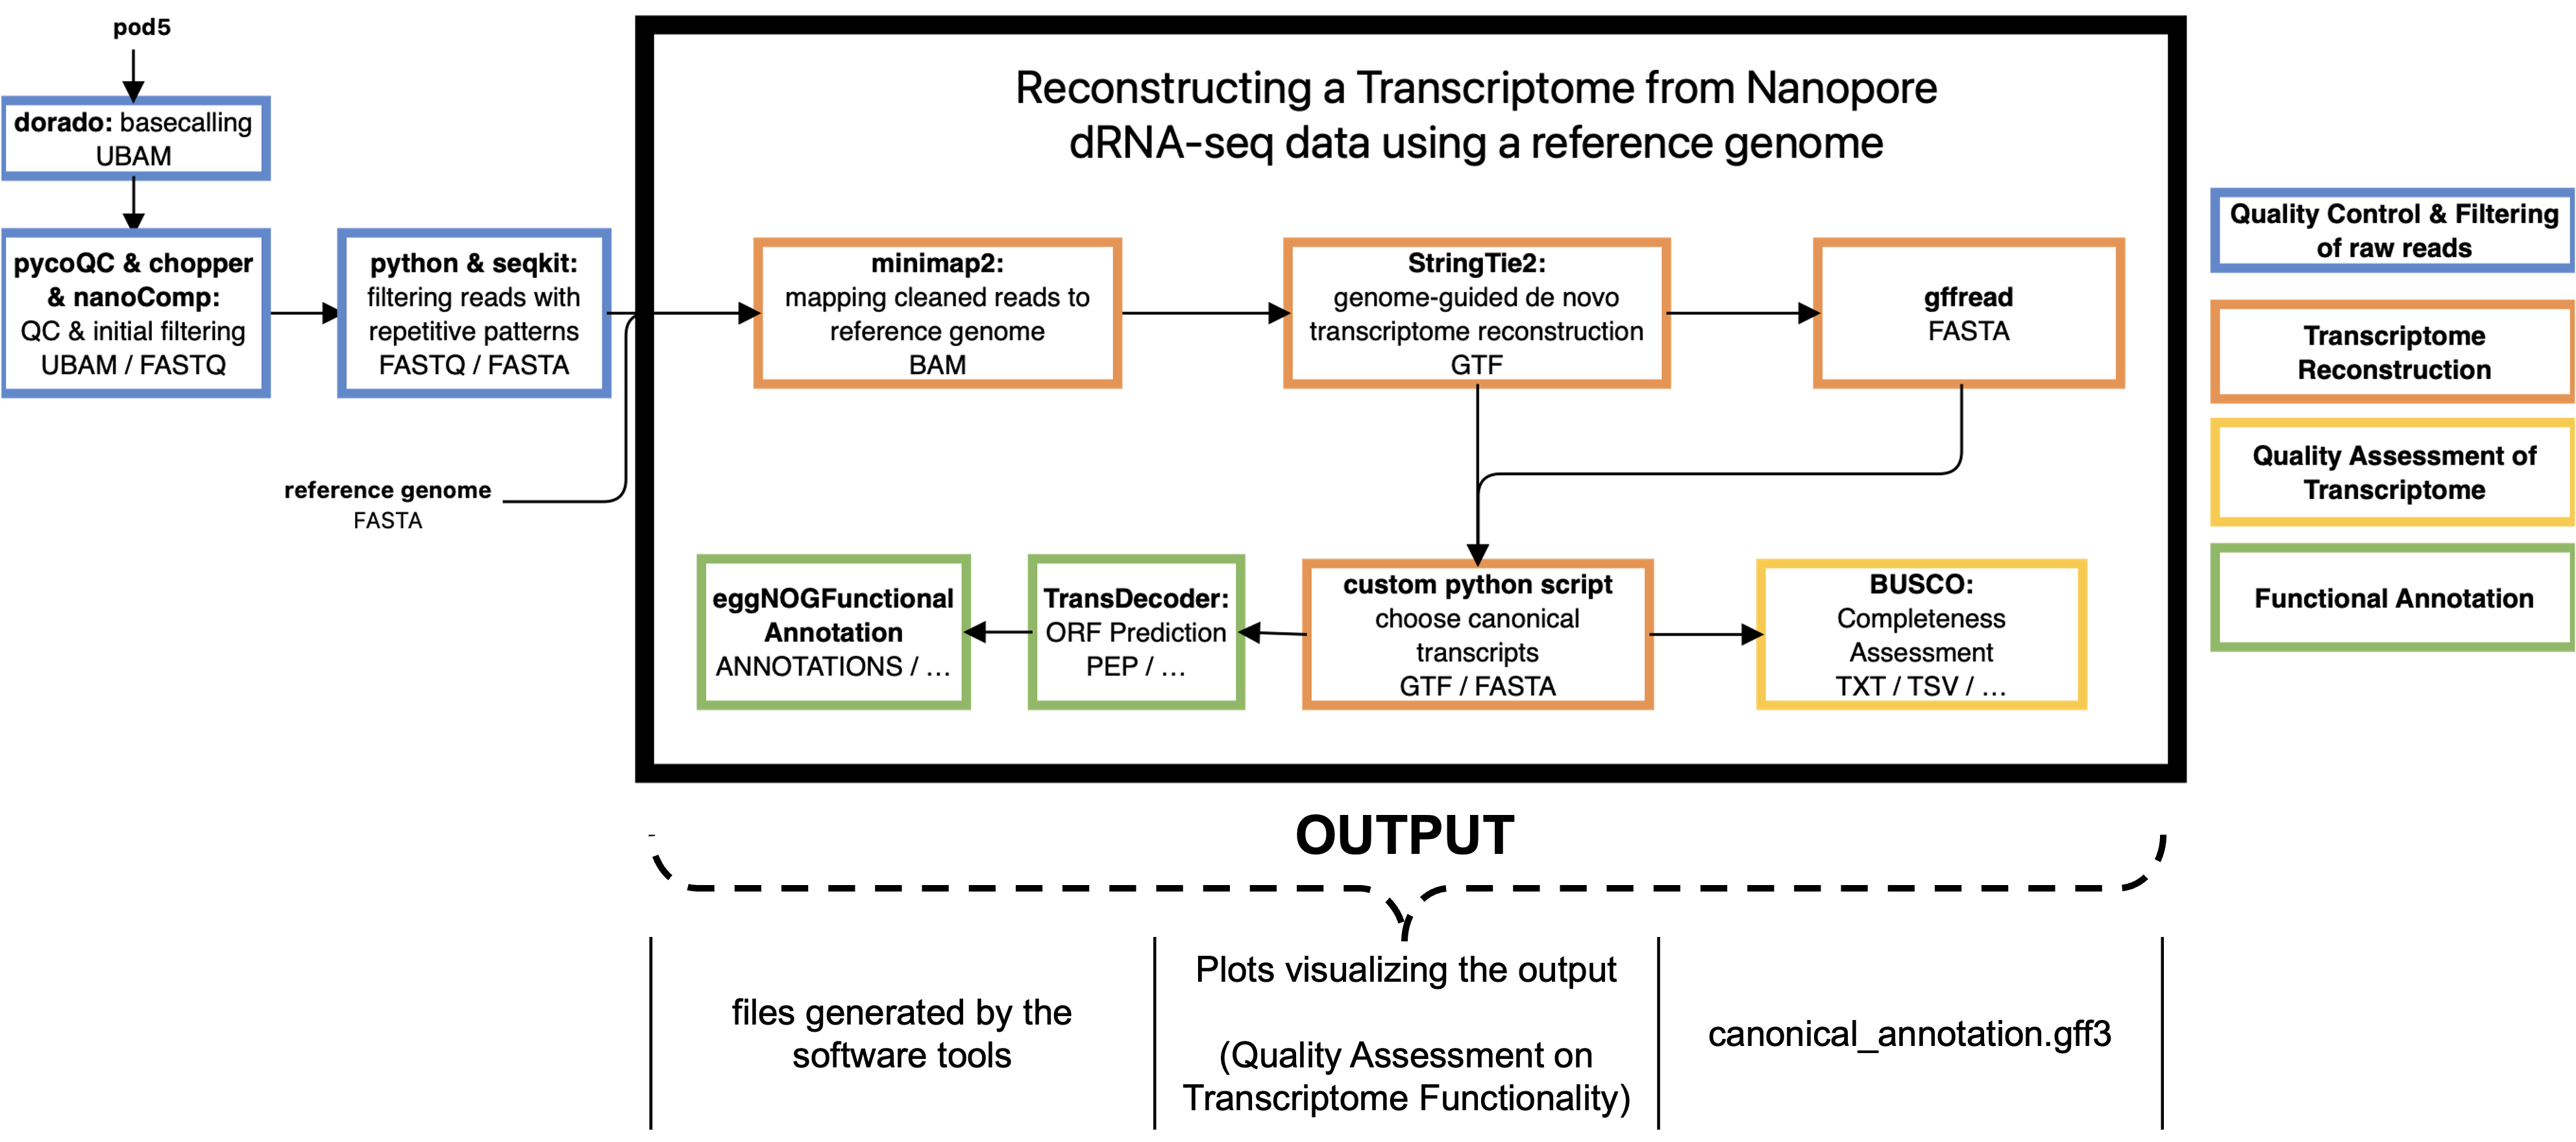 pod5
dorado: basecalling
UBAM
pycoQC & chopper
& nanoComp:
QC & initial filtering
UBAM / FASTQ
python & seqkit:
filtering reads with
repetitive patterns
FASTQ / FASTA
reference genome
FASTA
Reconstructing a Transcriptome from Nanopore
dRNA-seq data using a reference genome
minimap2:
mapping cleaned reads to
reference genome
BAM
StringTie2:
genome-guided de novo
transcriptome reconstruction
GTF
gffread
FASTA
eggNOGFunctional
Annotation
ANNOTATIONS / …
TransDecoder:
ORF Prediction
PEP / …
custom python script
choose canonical
transcripts
GTF / FASTA
BUSCO:
Completeness
Assessment
TXT / TSV / …
Quality Control & Filtering
of raw reads
Transcriptome
Reconstruction
Quality Assessment of
Transcriptome
Functional Annotation
OUTPUT
files generated by the
software tools
Plots visualizing the output
(Quality Assessment on
Transcriptome Functionality)
canonical_annotation.gff3